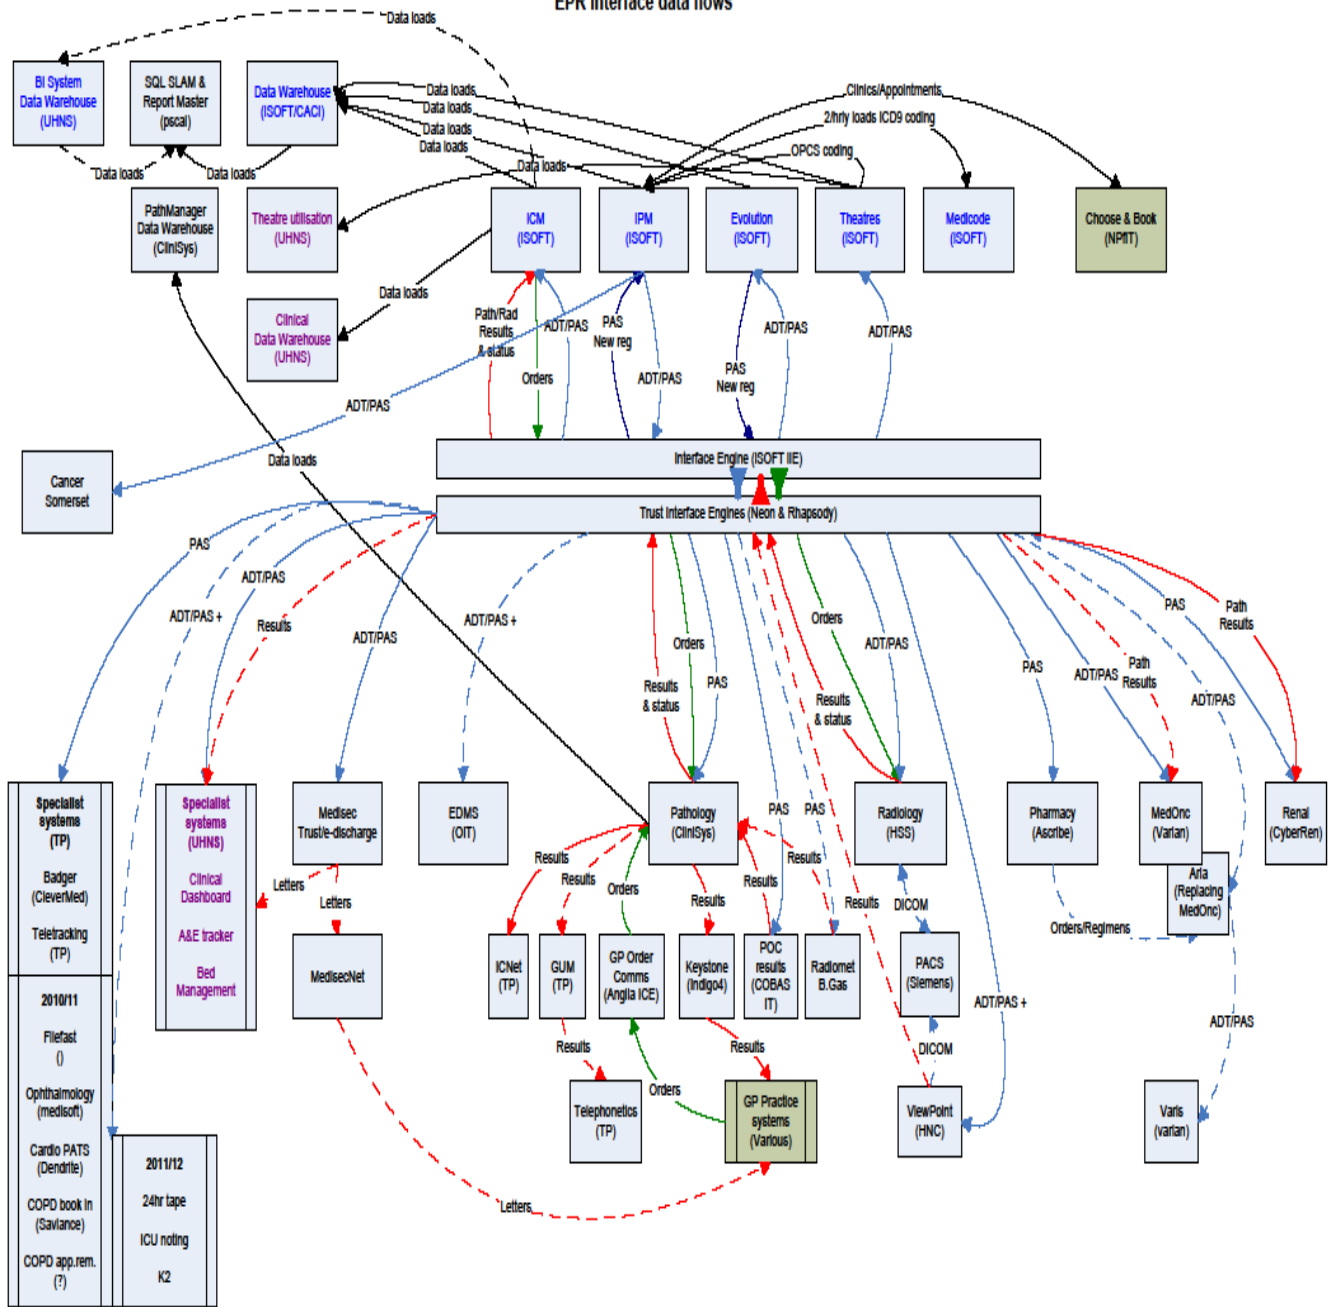 EPR Interface data flows
Data loads
BI System
Data Warehouse
(UHNS)
SQL SLAM &
Report Master
(pscal)
Data Warehouse
(ISOFT/CACI)
Data loads
Data loads
Data loads
Data loads
Clinics/Appointments
2/hrly loads ICD9 coding
OPCS coding
Data loads
Data loads
Data loads
PathManager
Data Warehouse
(CliniSys)
Theatre utilisation
(UHNS)
ICM
(ISOFT)
IPM
(ISOFT)
Evolution
(ISOFT)
Theatres
(ISOFT)
Medicode
(ISOFT)
Choose & Book
(NPfIT)
Data loads
Clinical
Data Warehouse
(UHNS)
Path/Rad
Results
& status
ADT/PAS
PAS
New reg
ADT/PAS
ADT/PAS
Orders
ADT/PAS
PAS
New reg
ADT/PAS
Data loads
Interface Engine (ISOFT IIE)
Cancer
Somerset
Trust Interface Engines (Neon & Rhapsody)
PAS
ADT/PAS
ADT/PAS +
Results
ADT/PAS
ADT/PAS +
Orders
Results
& status
PAS
Orders
ADT/PAS
Results
& status
PAS
ADT/PAS
Path
Results
PAS
ADT/PAS
Path
Results
Specialist
systems
(TP)
Badger
(CleverMed)
Teletracking
(TP)
Specialist
systems
(UHNS)
Clinical
Dashboard
A&E tracker
Bed
Management
Medisec
Trust/e-discharge
EDMS
(OIT)
Pathology
(CliniSys)
PAS
PAS
Radiology
(HSS)
Pharmacy
(Ascribe)
MedOnc
(Varian)
Renal
(CyberRen)
Aria
(Replacing
MedOnc)
Letters
Letters
Results
Results
Orders
Results
Results
Results
Results
DICOM
Orders/Regimens
MedisecNet
ICNet
(TP)
GUM
(TP)
GP Order
Comms
(Anglia ICE)
Keystone
(Indigo4)
POC
results
(COBAS
IT)
Radiomet
B.Gas
PACS
(Siemens)
ADT/PAS +
ADT/PAS
2010/11
Filefast
()
Ophthalmology
(medisoft)
Cardio PATS
(Dendrite)
COPD book in
(Saviance)
COPD app.rem.
(?)
Results
Results
DICOM
Orders
Telephonetics
(TP)
GP Practice
systems
(Various)
ViewPoint
(HNC)
Varis
(varian)
2011/12
24hr tape
ICU noting
K2
Letters